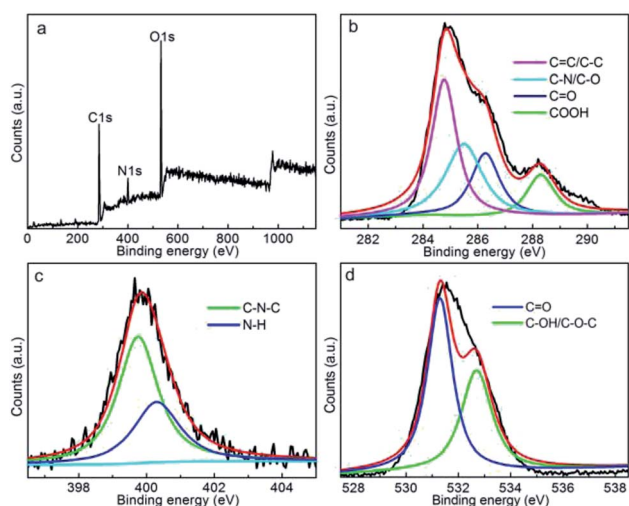 a
O1s
C1s
N1s
Counts (a.u.)
0 200 400 600 800 1000
Binding energy (eV)
b
C=C/C-C
C-N/C-O
C=O
COOH
Counts (a.u.)
282 284 286 288 290
Binding energy (eV)
c
C-N-C
N-H
Counts (a.u.)
398 400 402 404
Binding energy (eV)
d
C=O
C-OH/C-O-C
Counts (a.u.)
528 530 532 534 536 538
Binding energy (eV)